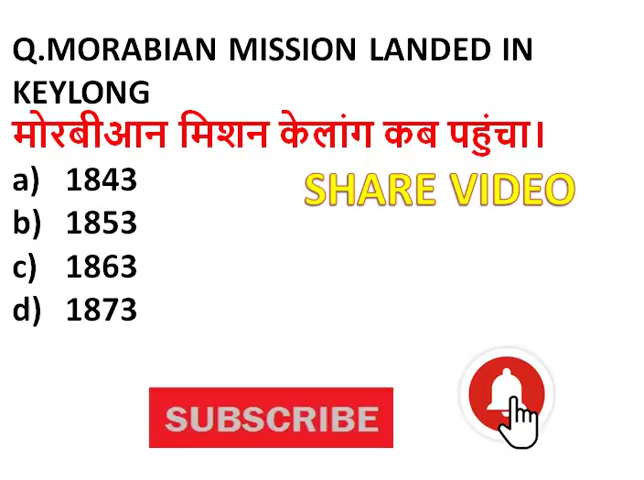 Q.MORABIAN MISSION LANDED IN
KEYLONG
मोरबीआन मिशन केलांग कब पहुंचा।
a) 1843
SHARE VIDEO
b) 1853
c) 1863
d) 1873
SUBSCRIBE